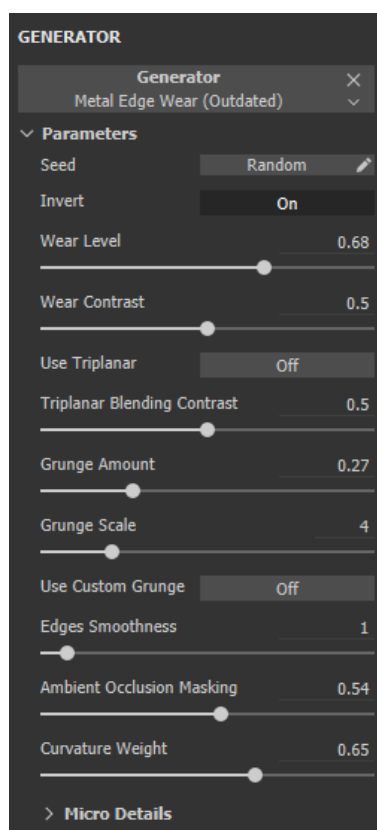 GENERATOR
Generator
Metal Edge Wear (Outdated)
Parameters
Seed Random
Invert On
Wear Level 0.68
Wear Contrast 0.5
Use Triplanar Off
Triplanar Blending Contrast 0.5
Grunge Amount 0.27
Grunge Scale 4
Use Custom Grunge Off
Edges Smoothness 1
Ambient Occlusion Masking 0.54
Curvature Weight 0.65
Micro Details